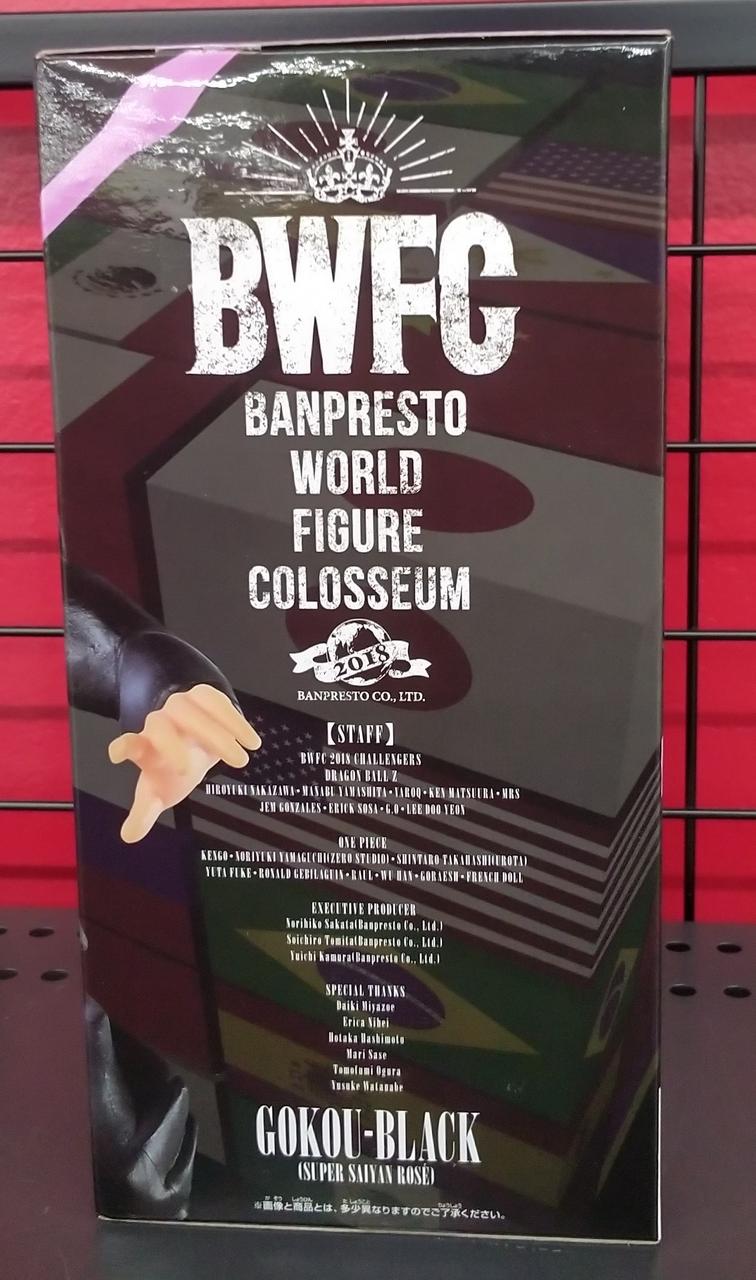 BWFC
BANPRESTO
WORLD
FIGURE
COLOSSEUM
2018
BANPRESTO CO., LTD.
【STAFF】
BWFC 2018 CHALLENGERS
DRAGON BALL Z
HIROYUKI NAKAZAWA・MANABU YAMASHITA・YAROQ・KEN MATSUURA・MRS
JEM GONZALES・ERICK SOSA・G.O・LEE DOO YEON
ONE PIECE
KENGO・NORIYUKI YAMAGUCHI(ZERO STUDIO)・SHINTARO TAKAHASHI(UROTA)
YUTA FUKE・RONALD GEBILAGUIN・RAUL・WU HAN・GORAESH・FRENCH DOLL
EXECUTIVE PRODUCER
Norihiko Sakata(Banpresto Co., Ltd.)
Soichiro Tomita(Banpresto Co., Ltd.)
Yuichi Kamura(Banpresto Co., Ltd.)
SPECIAL THANKS
Daiki Miyazoe
Erica Nihei
Hotaka Hashimoto
Mari Sase
Tomofumi Ogura
Yusuke Watanabe
GOKOU-BLACK
(SUPER SAIYAN ROSÉ)
※画像と商品とは、多少異なりますのでご了承ください。